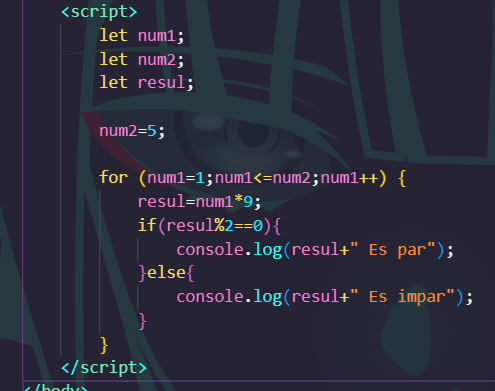 <script>
let num1;
let num2;
let resul;
num2=5;
for (num1=1;num1<=num2;num1++) {
resul=num1*9;
if(resul%2==0){
console.log(resul+" Es par");
}else{
console.log(resul+" Es impar");
}
}
</script>
</body>